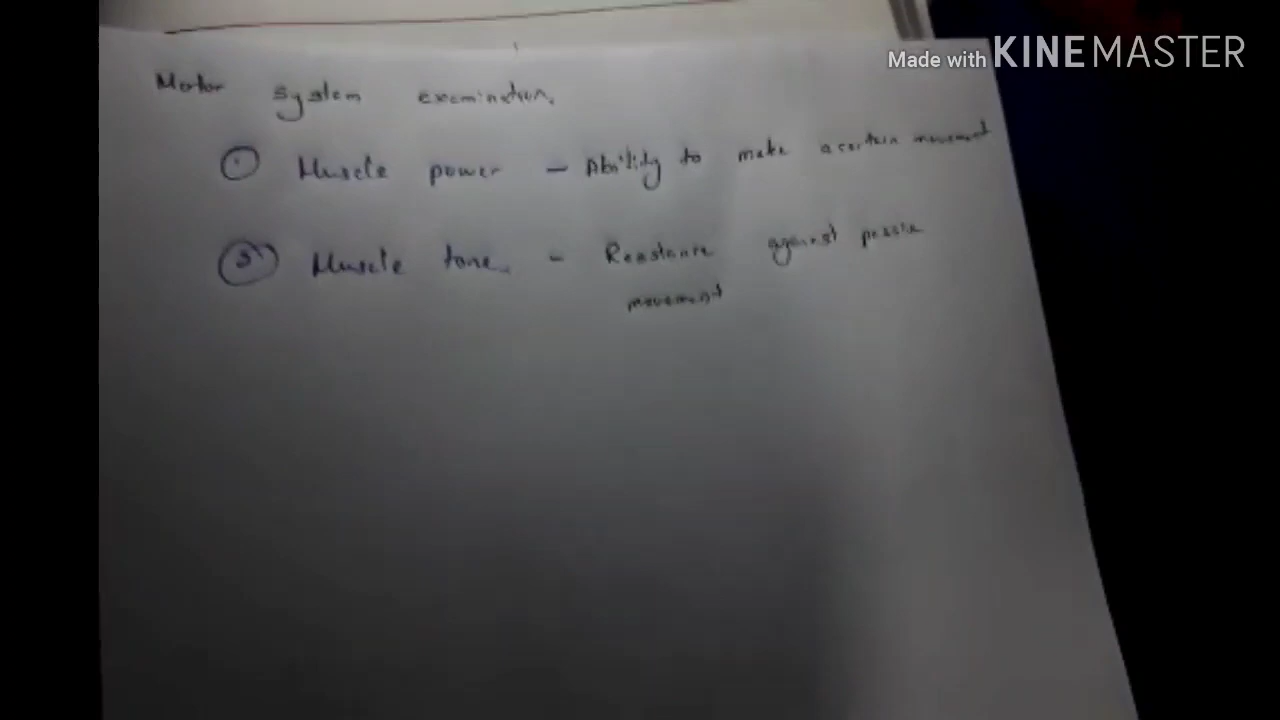 Made with KINEMASTER
Motor system examination
① Muscle power – Ability to make a certain movement
③ Muscle tone – Resistance against passive
movement